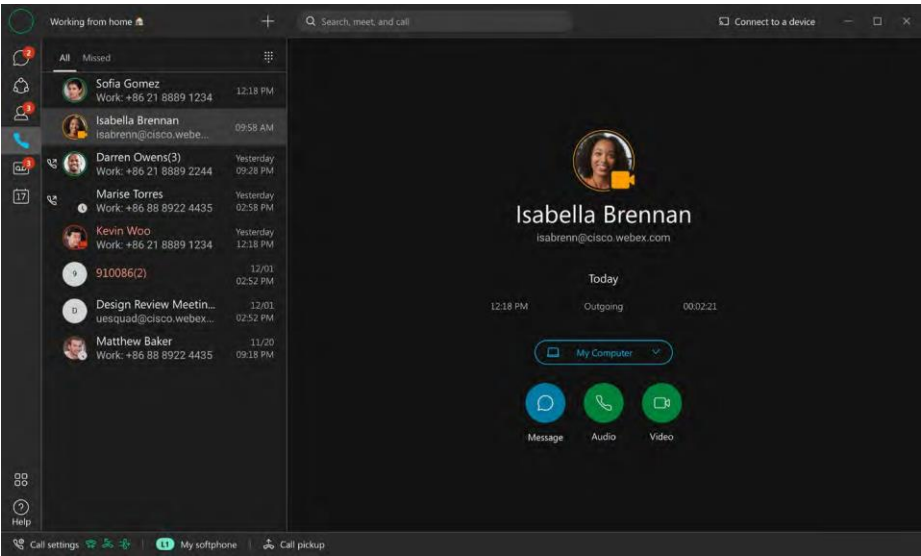 Working from home
Search, meet, and call
Connect to a device
2
3
3
17
Help
All Missed
Sofia Gomez
Work: +86 21 8889 1234
12:18 PM
Isabella Brennan
isabrenn@cisco.webe...
09:58 AM
Darren Owens(3)
Work: +86 21 8889 2244
Yesterday
09:28 PM
Marise Torres
Work: +86 88 8922 4435
Yesterday
02:58 PM
Kevin Woo
Work: +86 21 8889 1234
Yesterday
12:18 PM
9
910086(2)
12/01
02:52 PM
D
Design Review Meetin...
uesquad@cisco.webex...
12/01
02:52 PM
Matthew Baker
Work: +86 88 8922 4435
11/20
09:18 PM
Isabella Brennan
isabrenn@cisco.webex.com
Today
12:18 PM Outgoing 00:02:21
My Computer
Message Audio Video
Call settings L1 My softphone Call pickup